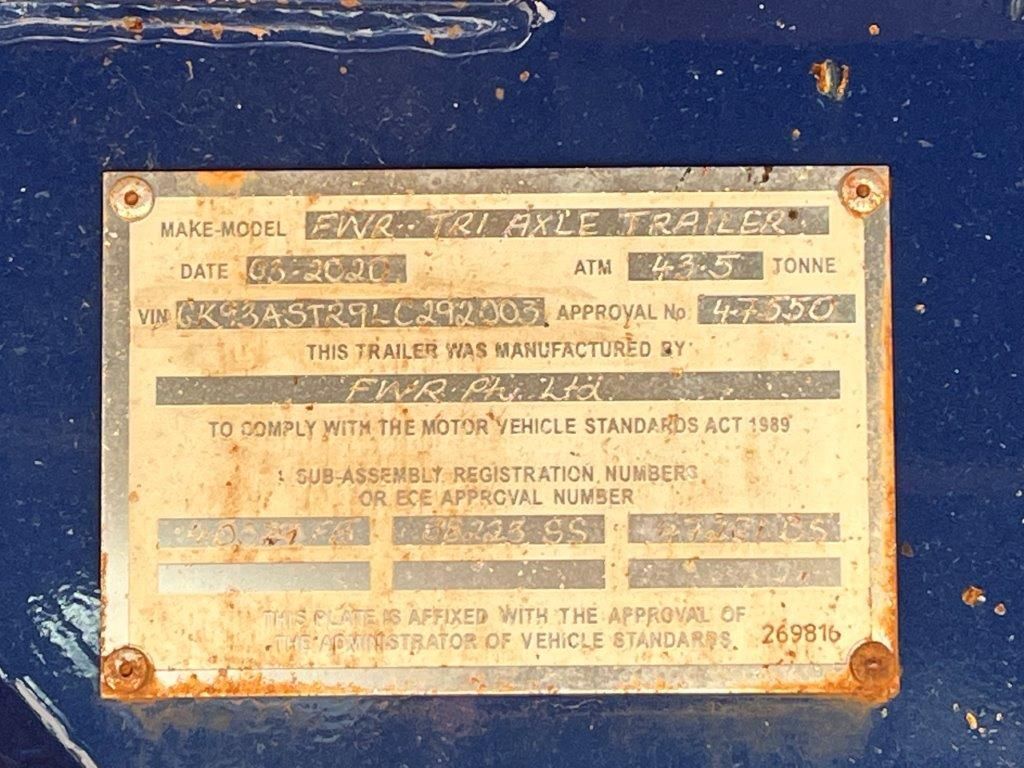 MAKE-MODEL FWR.. TRI AXLE TRAILER.
DATE 03-2020 ATM 43.5 TONNE
VIN 6K93ASTR9LC292003 APPROVAL No 47550
THIS TRAILER WAS MANUFACTURED BY
FWR. Pty. Ltd.
TO COMPLY WITH THE MOTOR VEHICLE STANDARDS ACT 1989
SUB-ASSEMBLY REGISTRATION NUMBERS
OR ECE APPROVAL NUMBER
THIS PLATE IS AFFIXED WITH THE APPROVAL OF
THE ADMINISTRATOR OF VEHICLE STANDARDS. 269816